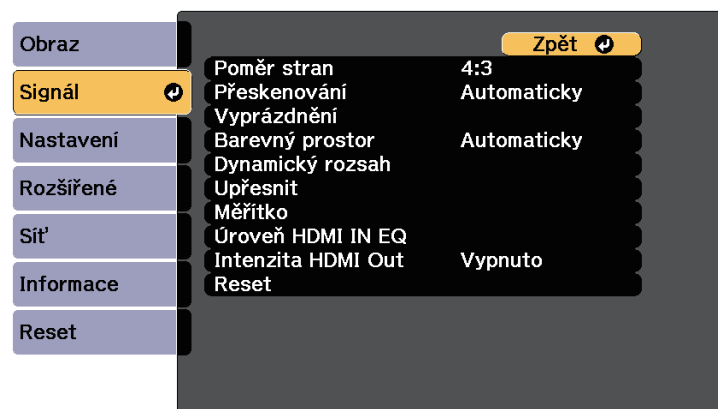 Obraz
Signál
Nastavení
Rozšířené
Síť
Informace
Reset
Zpět
Poměr stran 4:3
Přeskenování Automaticky
Vyprázdnění
Barevný prostor Automaticky
Dynamický rozsah
Upřesnit
Měřítko
Úroveň HDMI IN EQ
Intenzita HDMI Out Vypnuto
Reset